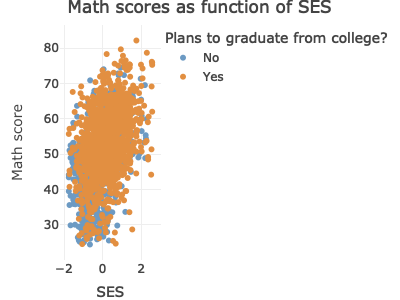 Math scores as function of SES
Plans to graduate from college?
No
Yes
Math score
80
70
60
50
40
30
−2
0
2
SES